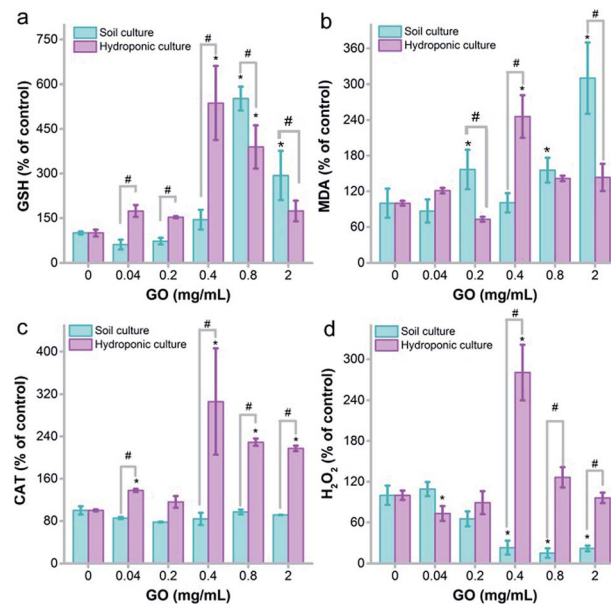 a
Soil culture
Hydroponic culture
GSH (% of control)
750
600
450
300
150
0
# # # # #
* * * *
0 0.04 0.2 0.4 0.8 2
GO (mg/mL)
b
Soil culture
Hydroponic culture
MDA (% of control)
360
300
240
180
120
60
0
# # #
* * * *
0 0.04 0.2 0.4 0.8 2
GO (mg/mL)
c
Soil culture
Hydroponic culture
CAT (% of control)
400
320
240
160
80
0
# # # #
* * * *
0 0.04 0.2 0.4 0.8 2
GO (mg/mL)
d
Soil culture
Hydroponic culture
H₂O₂ (% of control)
300
240
180
120
60
0
# # #
* * * * *
0 0.04 0.2 0.4 0.8 2
GO (mg/mL)